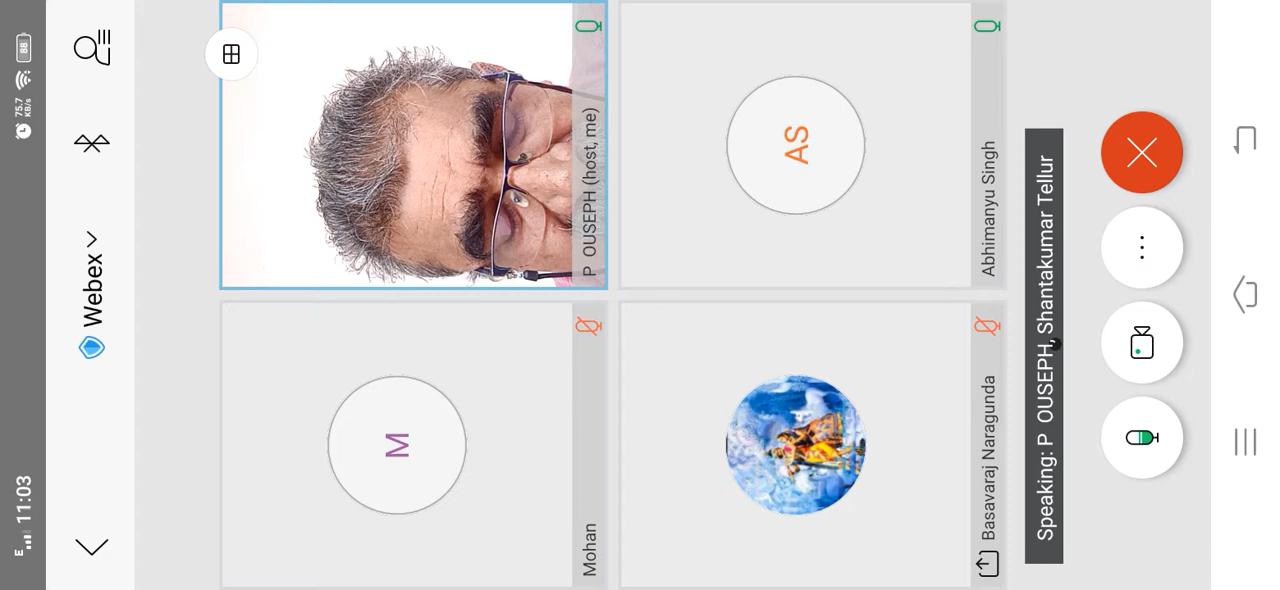 E 11:03
75.7
KB/s
88
Webex
M
Mohan
P OUSEPH (host, me)
Basavaraj Naragunda
AS
Abhimanyu Singh
Speaking: P OUSEPH, Shantakumar Tellur